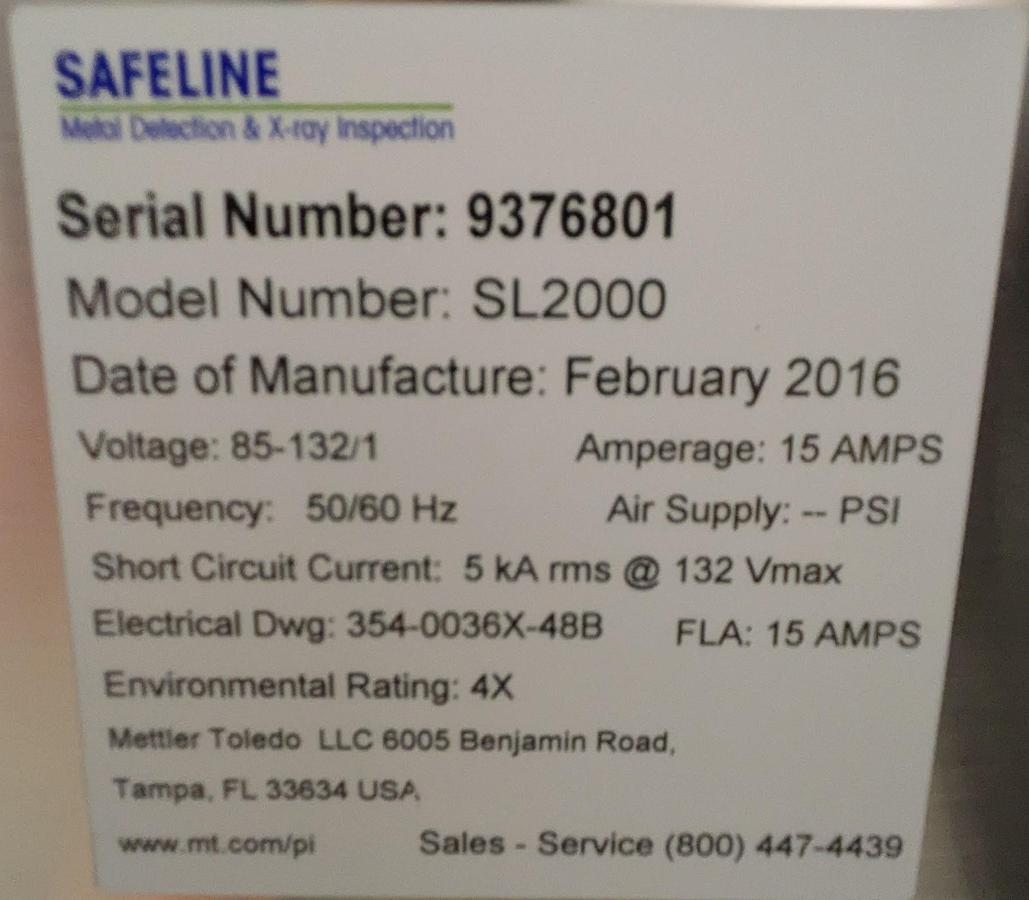 SAFELINE
Metal Detection & X-ray Inspection
Serial Number: 9376801
Model Number: SL2000
Date of Manufacture: February 2016
Voltage: 85-132/1 Amperage: 15 AMPS
Frequency: 50/60 Hz Air Supply: -- PSI
Short Circuit Current: 5 kA rms @ 132 Vmax
Electrical Dwg: 354-0036X-48B FLA: 15 AMPS
Environmental Rating: 4X
Mettler Toledo LLC 6005 Benjamin Road,
Tampa, FL 33634 USA
www.mt.com/pi Sales - Service (800) 447-4439